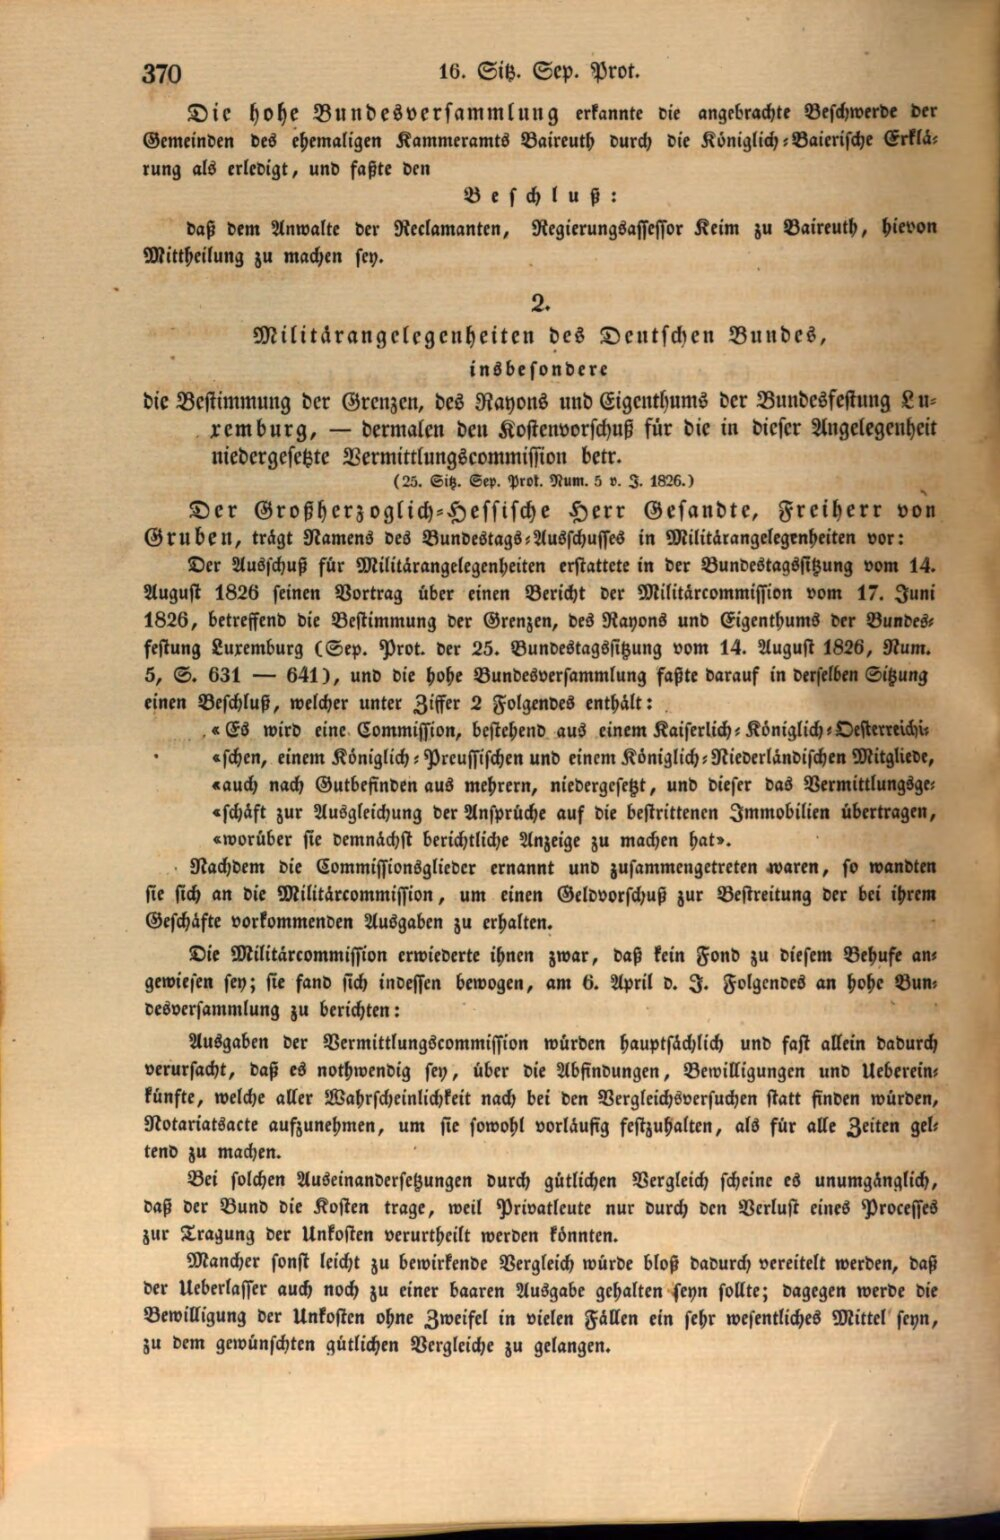 370
16. Sitz. Sep. Prot.
Die hohe Bundesversammlung erkannte die angebrachte Beschwerde der
Gemeinden des ehemaligen Kammeramts Baireuth durch die Königlich-Baierische Erklä-
rung als erledigt, und faßte den
Beschluß:
daß dem Anwalte der Reclamanten, Regierungsassessor Keim zu Baireuth, hievon
Mittheilung zu machen sey.
2.
Militärangelegenheiten des Deutschen Bundes,
insbesondere
die Bestimmung der Grenzen, des Rayons und Eigenthums der Bundesfestung Lu-
xemburg, — dermalen den Kostenvorschuß für die in dieser Angelegenheit
niedergesetzte Vermittlungscommission betr.
(25. Sitz. Sep. Prot. Num. 5 v. J. 1826.)
Der Großherzoglich-Hessische Herr Gesandte, Freiherr von
Gruben, trägt Namens des Bundestags-Ausschusses in Militärangelegenheiten vor:
Der Ausschuß für Militärangelegenheiten erstattete in der Bundestagssitzung vom 14.
August 1826 seinen Vortrag über einen Bericht der Militärcommission vom 17. Juni
1826, betreffend die Bestimmung der Grenzen, des Rayons und Eigenthums der Bundes-
festung Luxemburg (Sep. Prot. der 25. Bundestagssitzung vom 14. August 1826, Num.
5, S. 631 — 641), und die hohe Bundesversammlung faßte darauf in derselben Sitzung
einen Beschluß, welcher unter Ziffer 2 Folgendes enthält:
«Es wird eine Commission, bestehend aus einem Kaiserlich-Königlich-Oesterreichi-
«schen, einem Königlich-Preussischen und einem Königlich-Niederländischen Mitgliede,
«auch nach Gutbefinden aus mehrern, niedergesetzt, und dieser das Vermittlungsge-
«schäft zur Ausgleichung der Ansprüche auf die bestrittenen Immobilien übertragen,
«worüber sie demnächst berichtliche Anzeige zu machen hat».
Nachdem die Commissionsglieder ernannt und zusammengetreten waren, so wandten
sie sich an die Militärcommission, um einen Geldvorschuß zur Bestreitung der bei ihrem
Geschäfte vorkommenden Ausgaben zu erhalten.
Die Militärcommission erwiederte ihnen zwar, daß kein Fond zu diesem Behufe an-
gewiesen sey; sie fand sich indessen bewogen, am 6. April d. J. Folgendes an hohe Bun-
desversammlung zu berichten:
Ausgaben der Vermittlungscommission würden hauptsächlich und fast allein dadurch
verursacht, daß es nothwendig sey, über die Abfindungen, Bewilligungen und Ueberein-
künfte, welche aller Wahrscheinlichkeit nach bei den Vergleichsversuchen statt finden würden,
Notariatsacte aufzunehmen, um sie sowohl vorläufig festzuhalten, als für alle Zeiten gel-
tend zu machen.
Bei solchen Auseinandersetzungen durch gütlichen Vergleich scheine es unumgänglich,
daß der Bund die Kosten trage, weil Privatleute nur durch den Verlust eines Processes
zur Tragung der Unkosten verurtheilt werden könnten.
Mancher sonst leicht zu bewirkende Vergleich würde bloß dadurch vereitelt werden, daß
der Ueberlasser auch noch zu einer baaren Ausgabe gehalten seyn sollte; dagegen werde die
Bewilligung der Unkosten ohne Zweifel in vielen Fällen ein sehr wesentliches Mittel seyn,
zu dem gewünschten gütlichen Vergleiche zu gelangen.